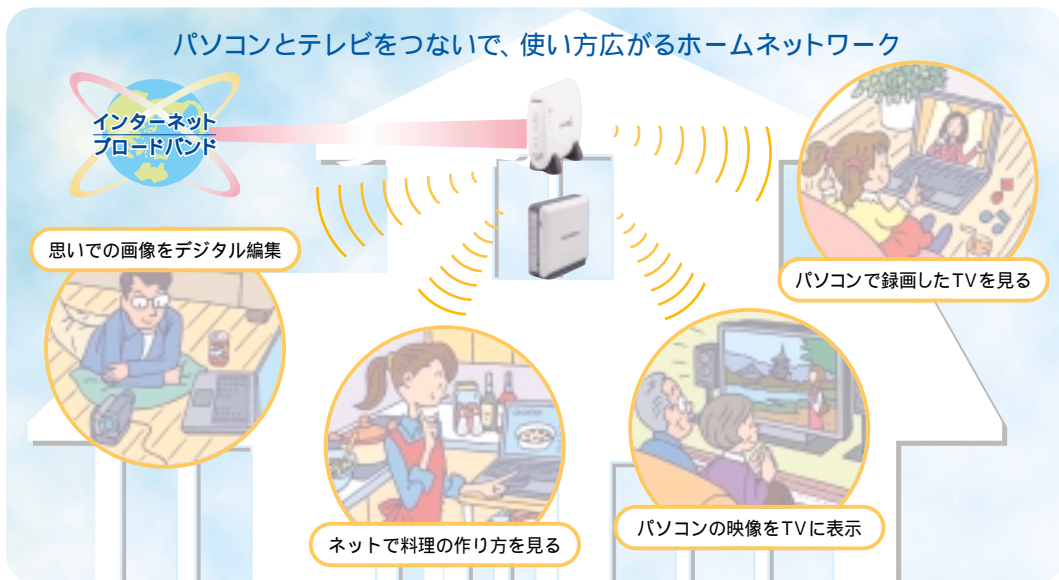 パソコンとテレビをつないで、使い方広がるホームネットワーク
インターネット
ブロードバンド
思いでの画像をデジタル編集
パソコンで録画したTVを見る
ネットで料理の作り方を見る
パソコンの映像をTVに表示